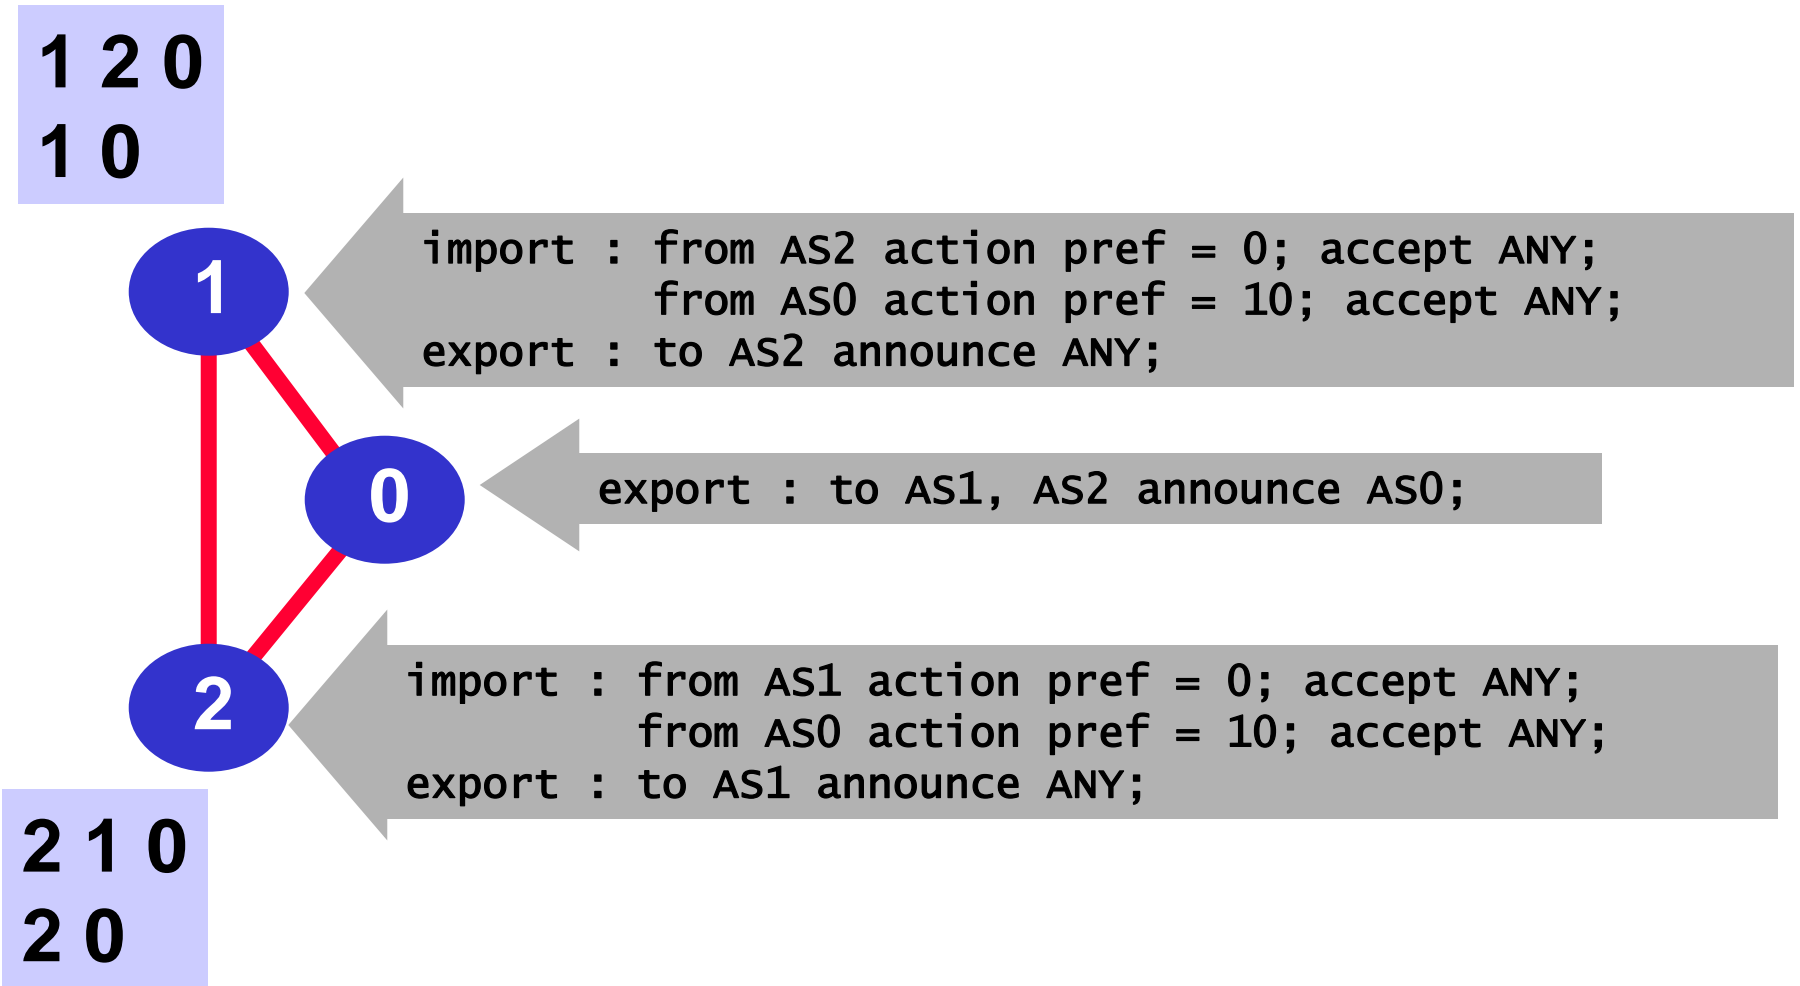 1 2 0
1 0
1
import : from AS2 action pref = 0; accept ANY;
from AS0 action pref = 10; accept ANY;
export : to AS2 announce ANY;
0
export : to AS1, AS2 announce AS0;
2
import : from AS1 action pref = 0; accept ANY;
from AS0 action pref = 10; accept ANY;
export : to AS1 announce ANY;
2 1 0
2 0